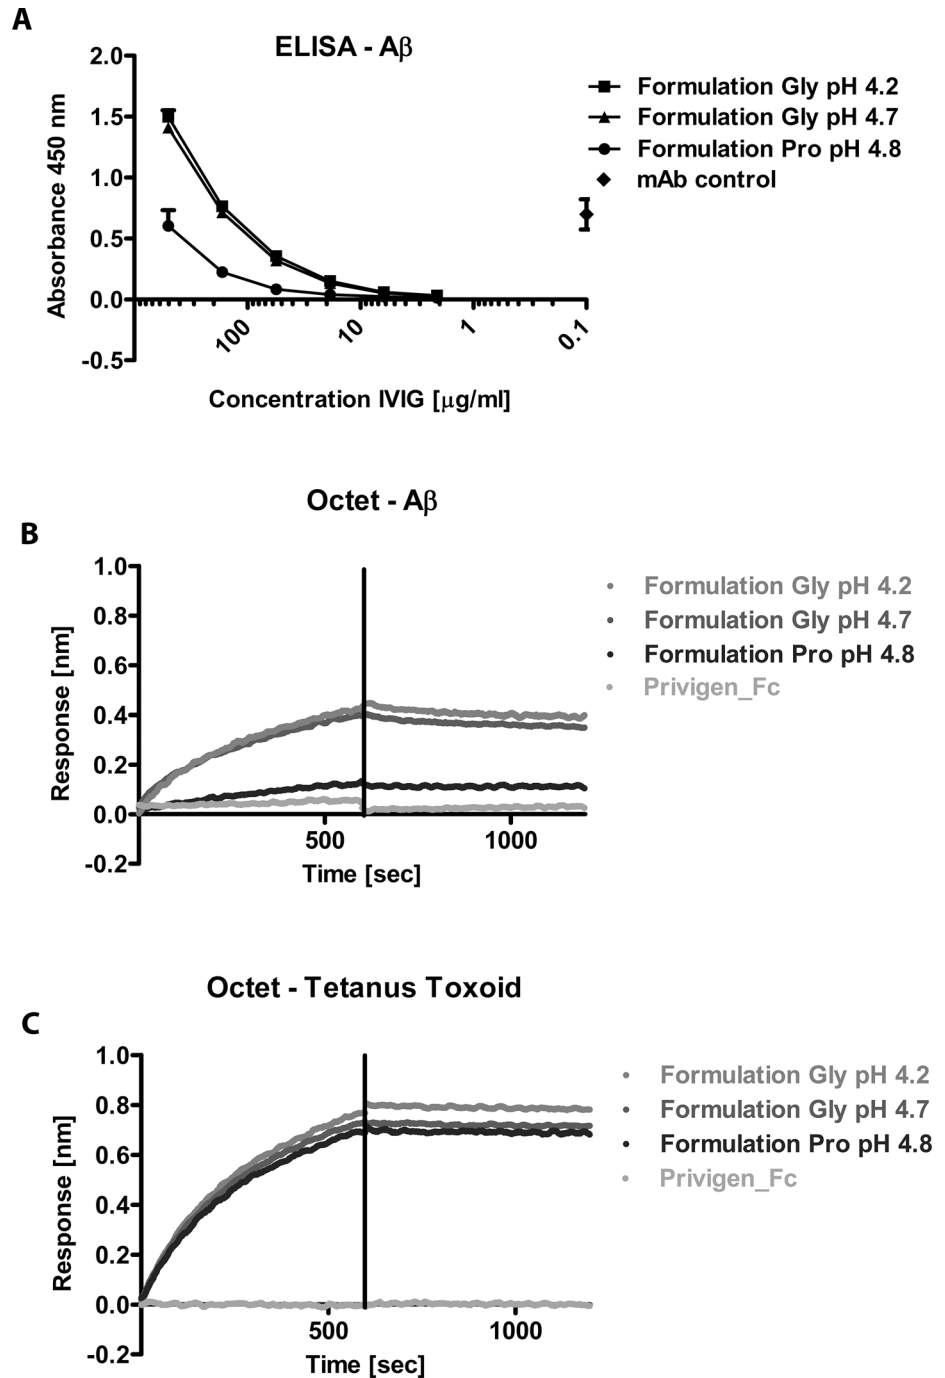 A
ELISA - Aβ
2.0
1.5
1.0
0.5
0.0
-0.5
Absorbance 450 nm
100
10
1
0.1
Concentration IVIG [μg/ml]
Formulation Gly pH 4.2
Formulation Gly pH 4.7
Formulation Pro pH 4.8
mAb control
B
Octet - Aβ
1.0
0.8
0.6
0.4
0.2
0.0
-0.2
Response [nm]
500
1000
Time [sec]
Formulation Gly pH 4.2
Formulation Gly pH 4.7
Formulation Pro pH 4.8
Privigen_Fc
C
Octet - Tetanus Toxoid
1.0
0.8
0.6
0.4
0.2
0.0
-0.2
Response [nm]
500
1000
Time [sec]
Formulation Gly pH 4.2
Formulation Gly pH 4.7
Formulation Pro pH 4.8
Privigen_Fc